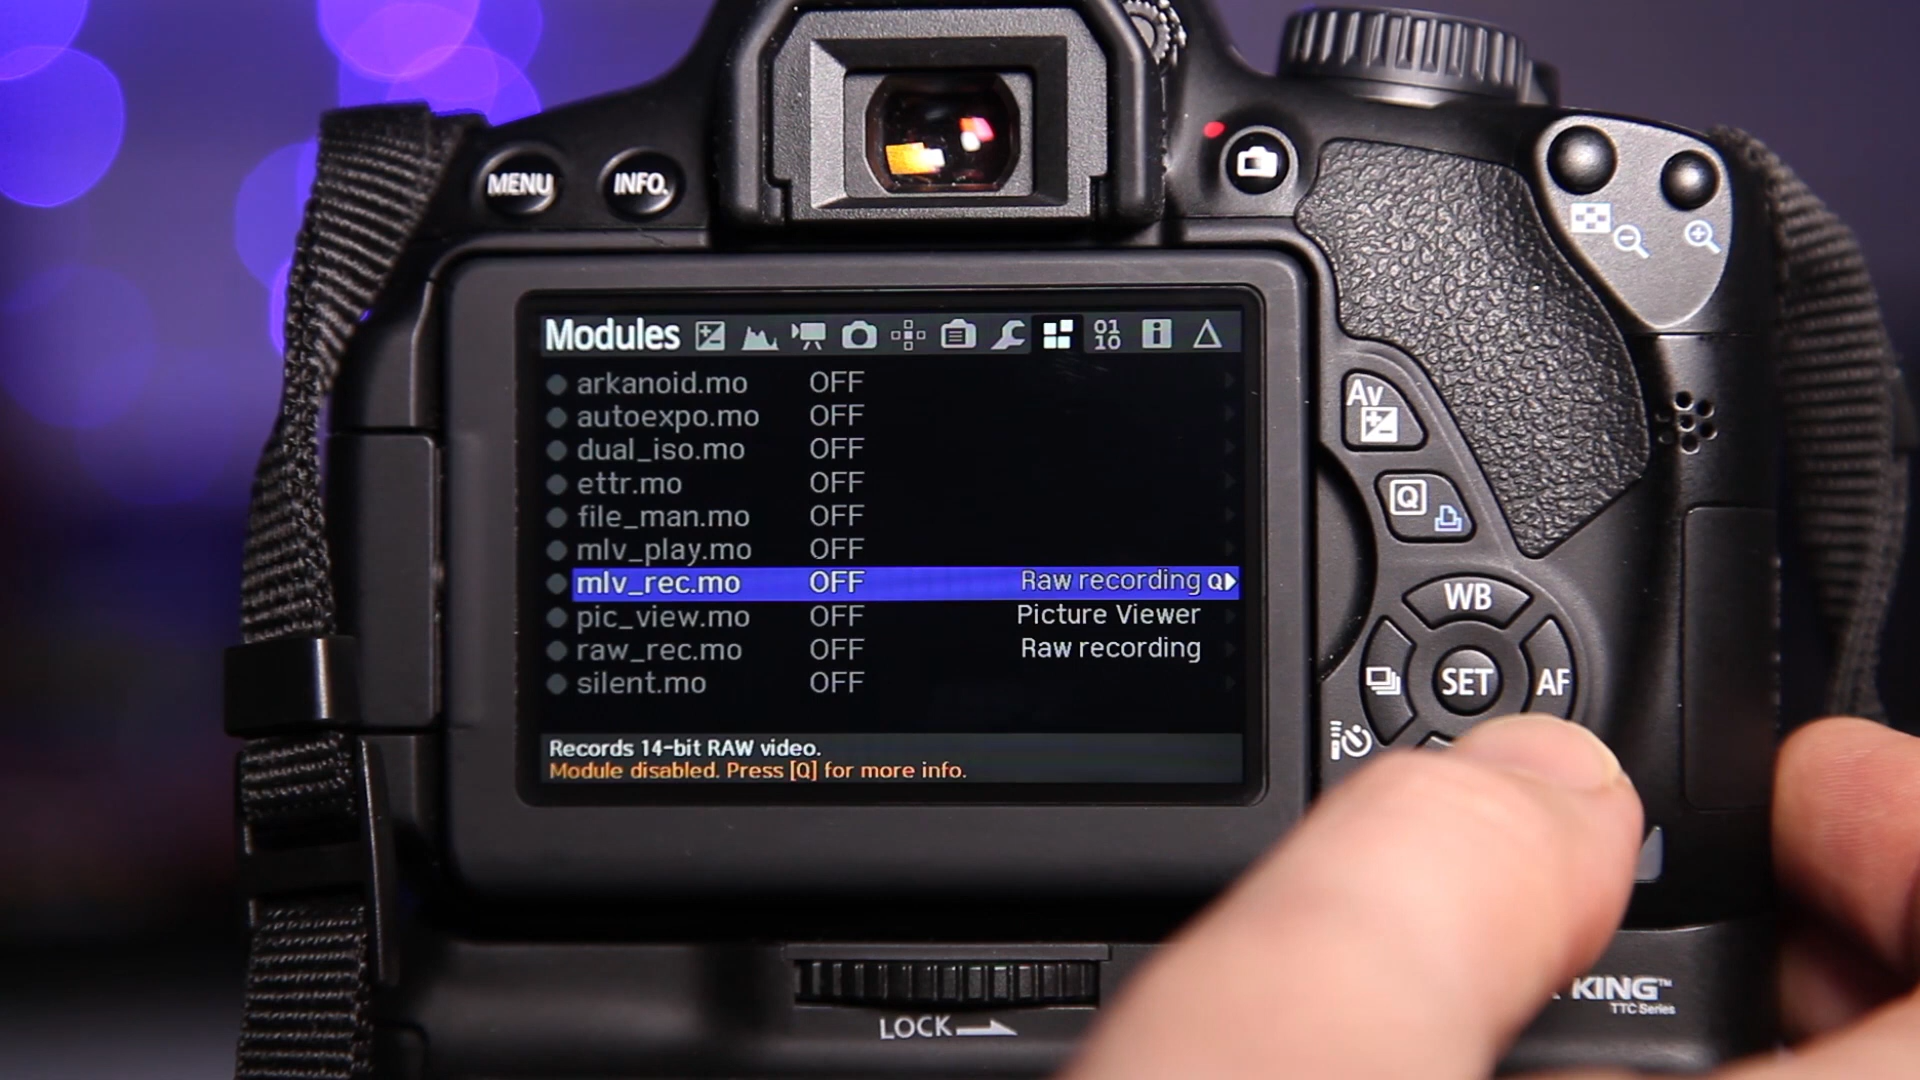 MENU
INFO.
Modules
01
10
arkanoid.mo OFF
autoexpo.mo OFF
dual_iso.mo OFF
ettr.mo OFF
file_man.mo OFF
mlv_play.mo OFF
mlv_rec.mo OFF Raw recording Q
pic_view.mo OFF Picture Viewer
raw_rec.mo OFF Raw recording
silent.mo OFF
Records 14-bit RAW video.
Module disabled. Press [Q] for more info.
Av
Q
WB
SET
AF
LOCK
KING™
TTC Series